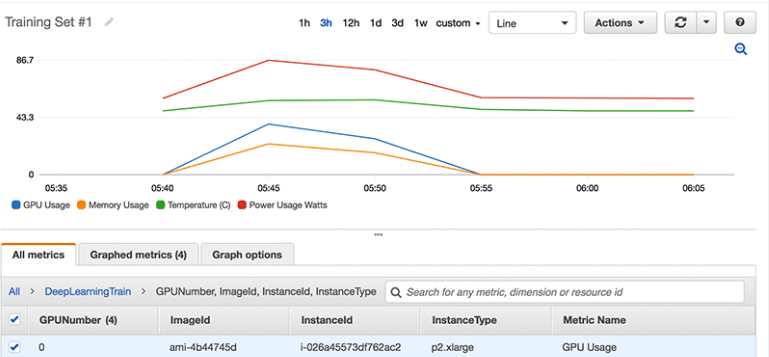 Training Set #1 1h 3h 12h 1d 3d 1w custom Line Actions ?
86.7
43.3
0
05:35 05:40 05:45 05:50 05:55 06:00 06:05
GPU Usage Memory Usage Temperature (C) Power Usage Watts
All metrics Graphed metrics (4) Graph options
All > DeepLearningTrain > GPUNumber, ImageId, InstanceId, InstanceType Search for any metric, dimension or resource id
GPUNumber (4) ImageId InstanceId InstanceType Metric Name
0 ami-4b44745d i-026a45573df762ac2 p2.xlarge GPU Usage